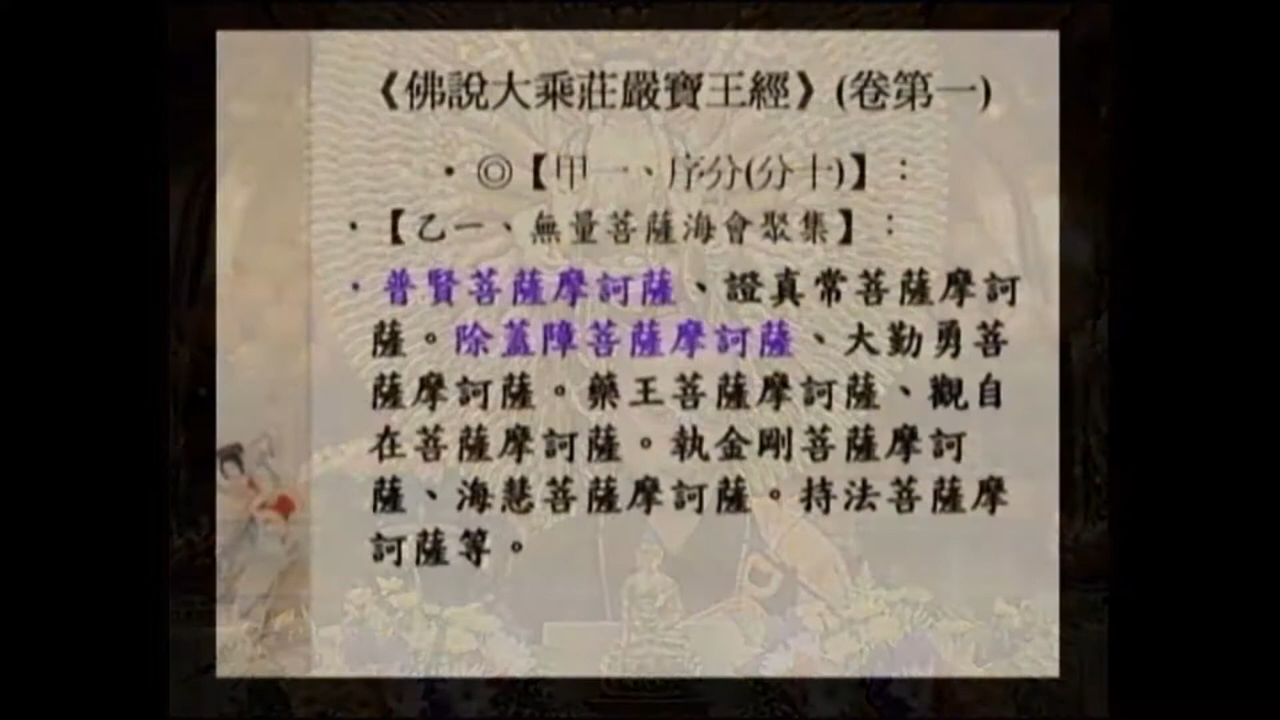 《佛說大乘莊嚴寶王經》(卷第一)
• ◎【甲一、序分(分十)】：
•【乙一、無量菩薩海會聚集】：
•普賢菩薩摩訶薩、證真常菩薩摩訶
薩。除蓋障菩薩摩訶薩、大勤勇菩
薩摩訶薩。藥王菩薩摩訶薩、觀自
在菩薩摩訶薩。執金剛菩薩摩訶
薩、海慧菩薩摩訶薩。持法菩薩摩
訶薩等。